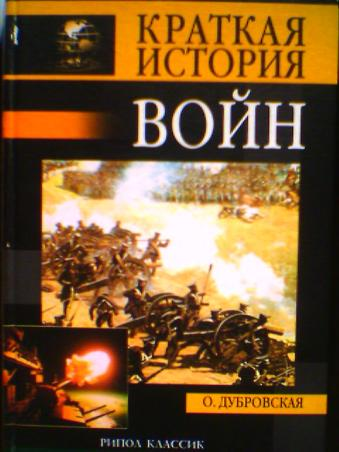 КРАТКАЯ
ИСТОРИЯ
ВОЙН
О. ДУБРОВСКАЯ
РИПОЛ КЛАССИК